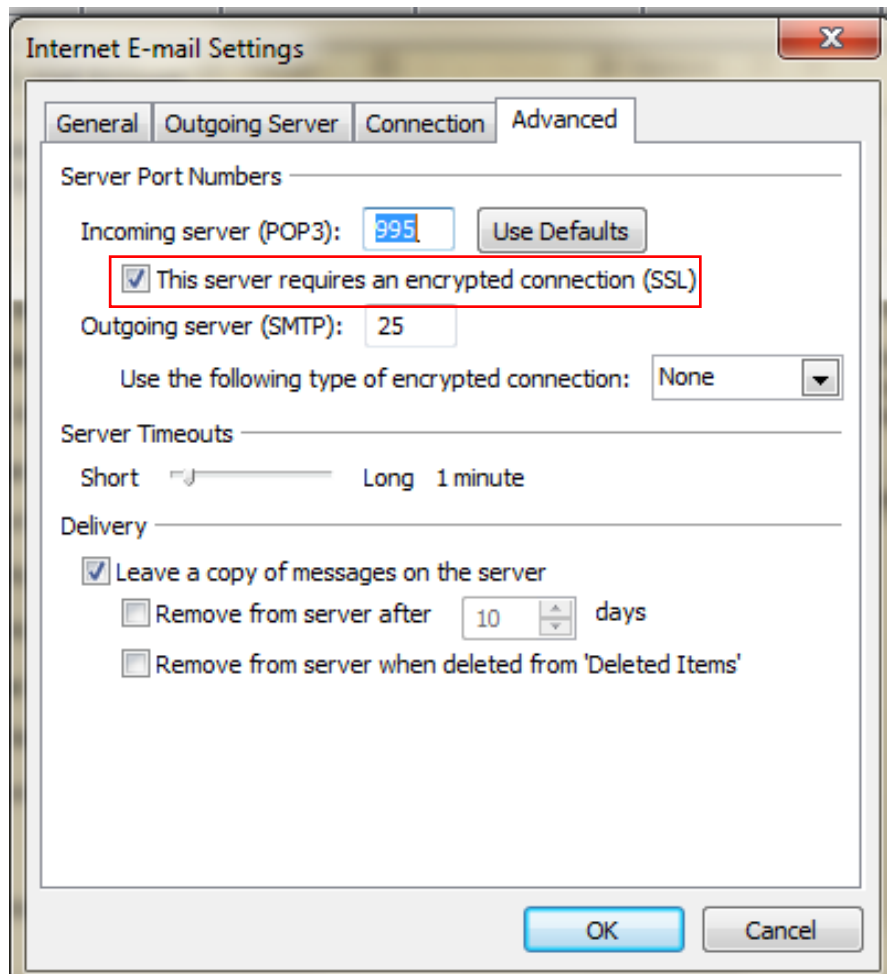 Internet E-mail Settings
General Outgoing Server Connection Advanced
Server Port Numbers
Incoming server (POP3): 995 Use Defaults
This server requires an encrypted connection (SSL)
Outgoing server (SMTP): 25
Use the following type of encrypted connection: None
Server Timeouts
Short Long 1 minute
Delivery
Leave a copy of messages on the server
Remove from server after 10 days
Remove from server when deleted from 'Deleted Items'
OK Cancel